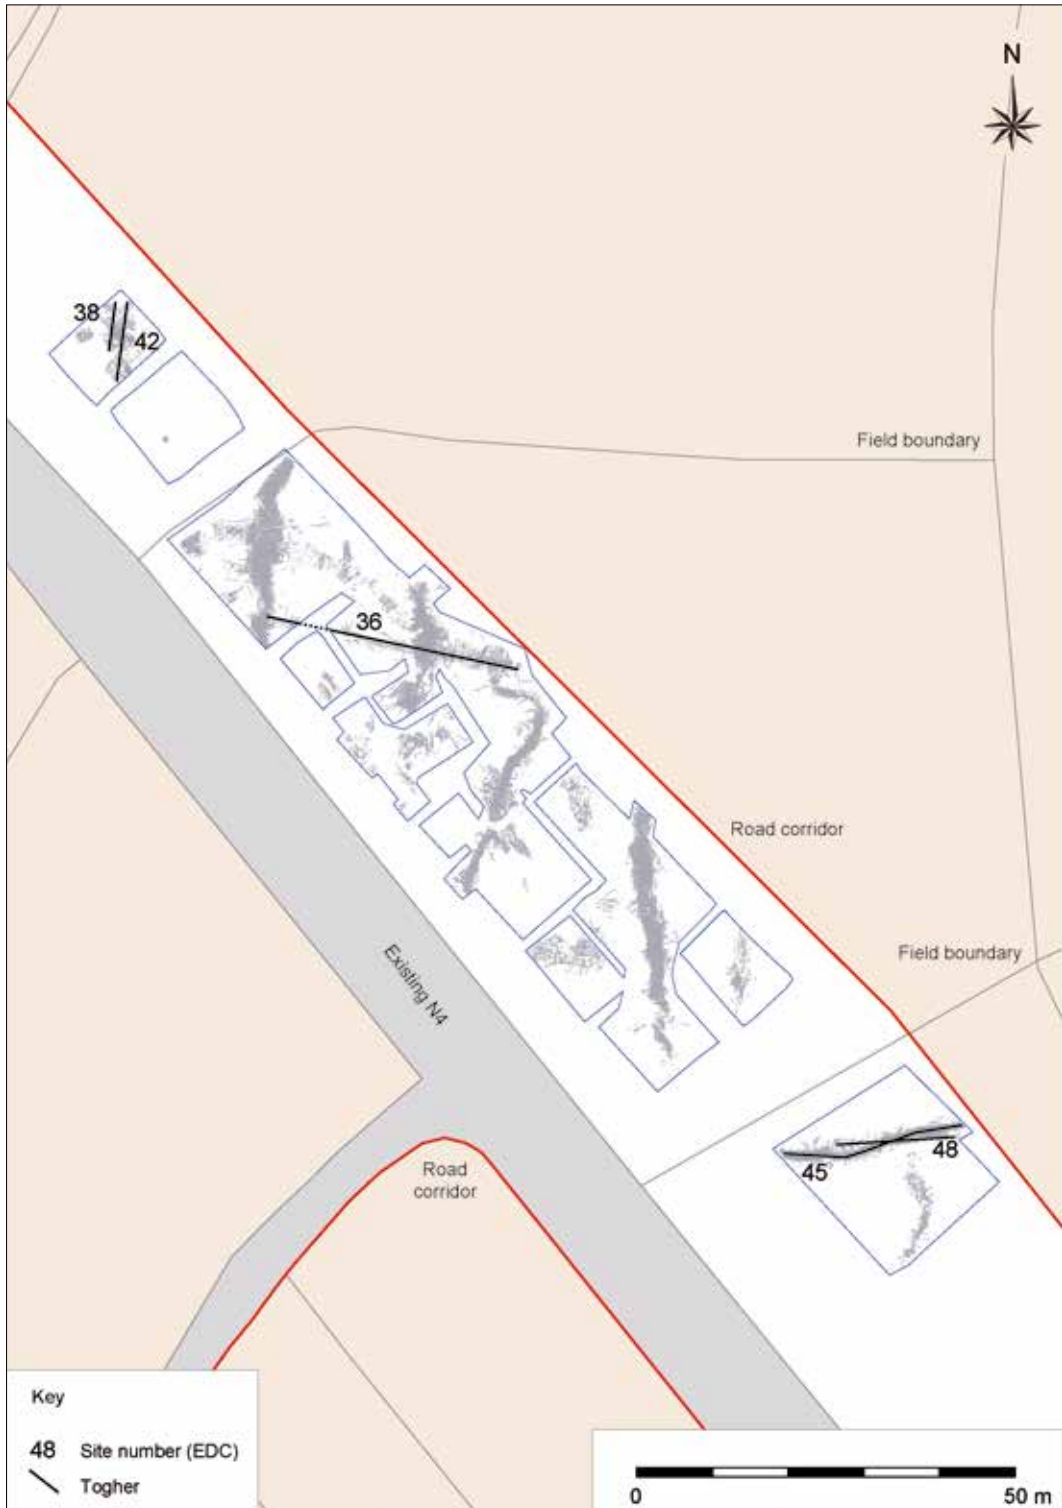 N
38
42
Field boundary
36
Road corridor
Field boundary
Existing N4
48
45
Road
corridor
Key
48 Site number (EDC)
Togher
0 50 m